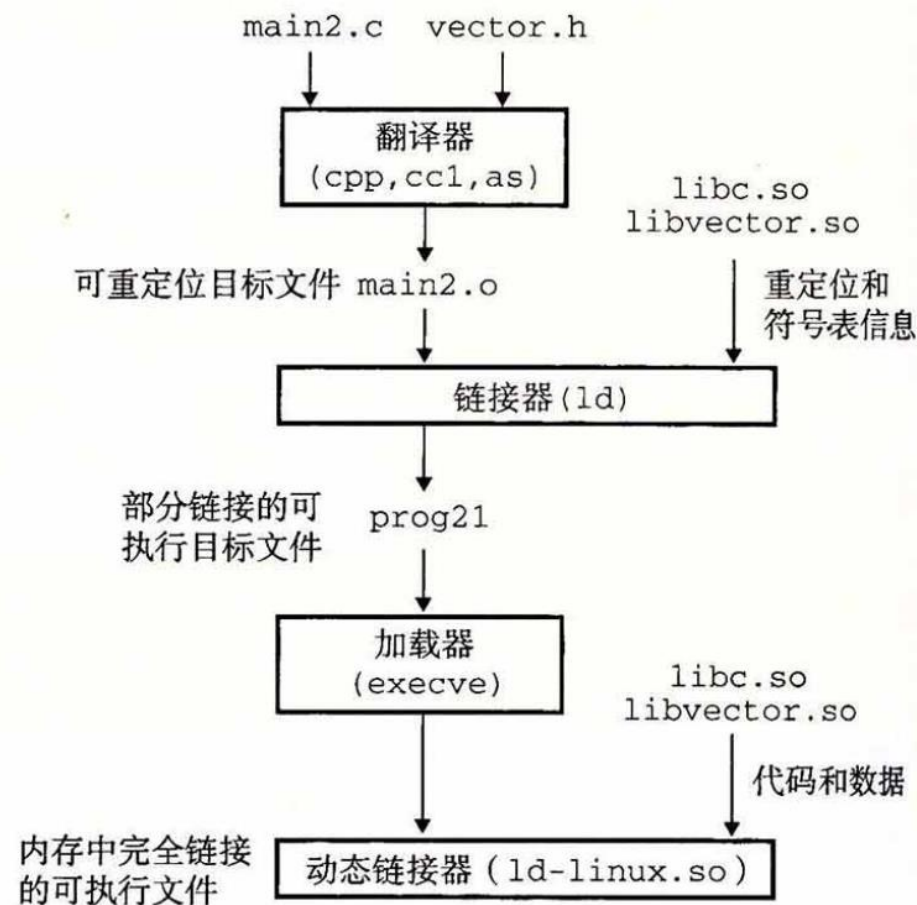 main2.c vector.h
翻译器
(cpp,cc1,as)
libc.so
libvector.so
可重定位目标文件 main2.o
重定位和
符号表信息
链接器(ld)
部分链接的可
执行目标文件
prog21
加载器
(execve)
libc.so
libvector.so
代码和数据
内存中完全链接
的可执行文件
动态链接器(ld-linux.so)